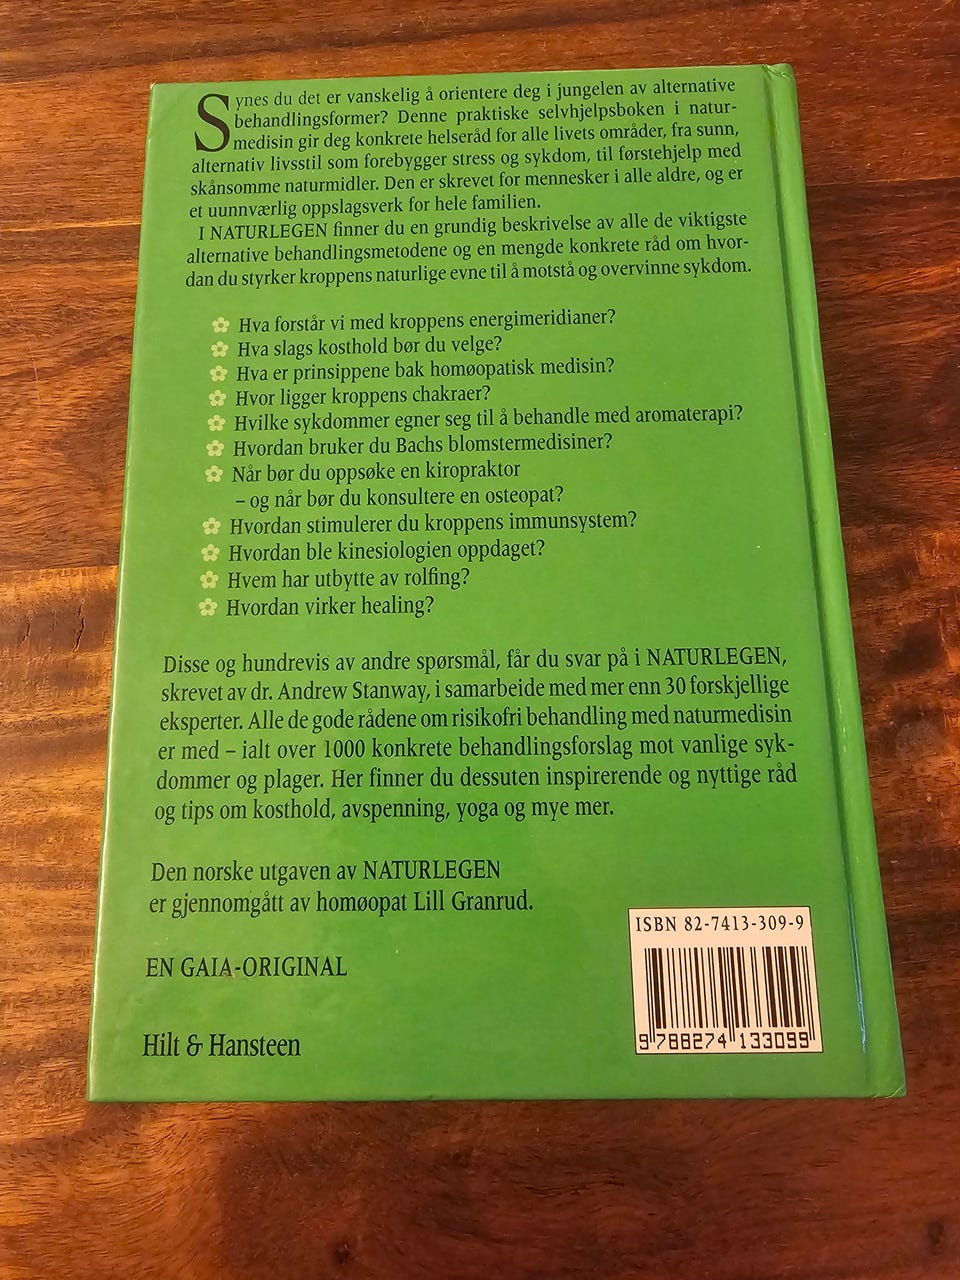 Synes du det er vanskelig å orientere deg i jungelen av alternative
behandlingsformer? Denne praktiske selvhjelpsboken i natur-
medisin gir deg konkrete helseråd for alle livets områder, fra sunn,
alternativ livsstil som forebygger stress og sykdom, til førstehjelp med
skånsomme naturmidler. Den er skrevet for mennesker i alle aldre, og er
et uunnværlig oppslagsverk for hele familien.
I NATURLEGEN finner du en grundig beskrivelse av alle de viktigste
alternative behandlingsmetodene og en mengde konkrete råd om hvor-
dan du styrker kroppens naturlige evne til å motstå og overvinne sykdom.
Hva forstår vi med kroppens energimeridianer?
Hva slags kosthold bør du velge?
Hva er prinsippene bak homøopatisk medisin?
Hvor ligger kroppens chakraer?
Hvilke sykdommer egner seg til å behandle med aromaterapi?
Hvordan bruker du Bachs blomstermedisiner?
Når bør du oppsøke en kiropraktor
– og når bør du konsultere en osteopat?
Hvordan stimulerer du kroppens immunsystem?
Hvordan ble kinesiologien oppdaget?
Hvem har utbytte av rolfing?
Hvordan virker healing?
Disse og hundrevis av andre spørsmål, får du svar på i NATURLEGEN,
skrevet av dr. Andrew Stanway, i samarbeide med mer enn 30 forskjellige
eksperter. Alle de gode rådene om risikofri behandling med naturmedisin
er med – ialt over 1000 konkrete behandlingsforslag mot vanlige syk-
dommer og plager. Her finner du dessuten inspirerende og nyttige råd
og tips om kosthold, avspenning, yoga og mye mer.
Den norske utgaven av NATURLEGEN
er gjennomgått av homøopat Lill Granrud.
EN GAIA-ORIGINAL
Hilt & Hansteen
ISBN 82-7413-309-9
9 788274 133099